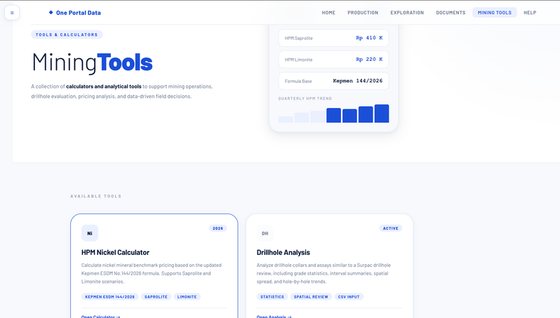 ≡
One Portal Data
HOME PRODUCTION EXPLORATION DOCUMENTS MINING TOOLS HELP
TOOLS & CALCULATORS
MiningTools
A collection of calculators and analytical tools to support mining operations,
drillhole evaluation, pricing analysis, and data-driven field decisions.
HPM Saprolite Rp 410 K
HPM Limonite Rp 220 K
Formula Base Kepmen 144/2026
QUARTERLY HPM TREND
AVAILABLE TOOLS
Ni 2026
HPM Nickel Calculator
Calculate nickel mineral benchmark pricing based on the updated
Kepmen ESDM No.144/2026 formula. Supports Saprolite and
Limonite scenarios.
KEPMEN ESDM 144/2026 SAPROLITE LIMONITE
Open Calculator →
DH ACTIVE
Drillhole Analysis
Analyze drillhole collars and assays similar to a Surpac drillhole
review, including grade statistics, interval summaries, spatial
spread, and hole-by-hole trends.
STATISTICS SPATIAL REVIEW CSV INPUT
Open Analysis →